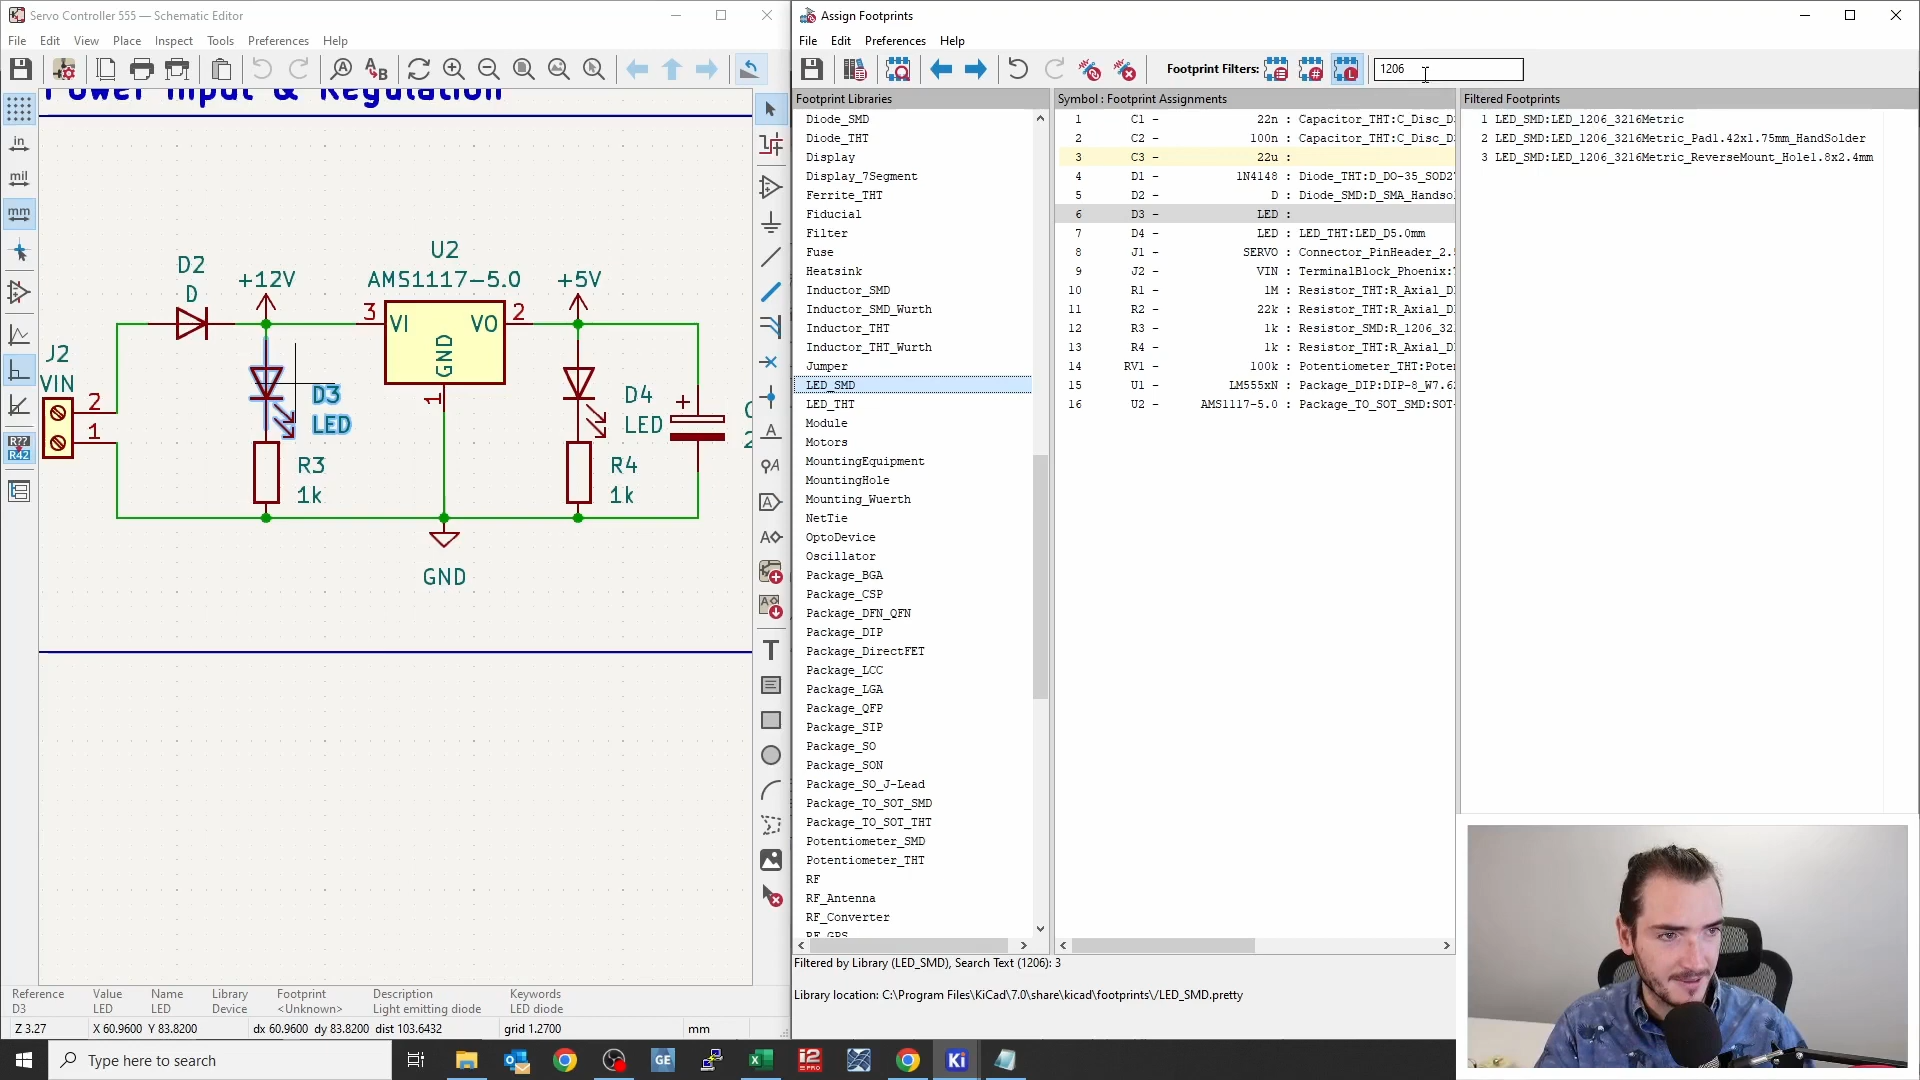 Servo Controller 555 — Schematic Editor
File Edit View Place Inspect Tools Preferences Help
Power Input & Regulation
in
mil
mm
D2
D
+12V
U2
AMS1117-5.0
+5V
3
VI
VO
2
GND
1
J2
VIN
2
1
D3
LED
D4
LED
R3
1k
R4
1k
GND
Reference Value Name Library Footprint Description Keywords
D3 LED LED Device <Unknown> Light emitting diode LED diode
Z 3.27 X 60.9600 Y 83.8200 dx 60.9600 dy 83.8200 dist 103.6432 grid 1.2700 mm
Assign Footprints
File Edit Preferences Help
Footprint Filters: 1206
Footprint Libraries
Diode_SMD
Diode_THT
Display
Display_7Segment
Ferrite_THT
Fiducial
Filter
Fuse
Heatsink
Inductor_SMD
Inductor_SMD_Wurth
Inductor_THT
Inductor_THT_Wurth
Jumper
LED_SMD
LED_THT
Module
Motors
MountingEquipment
MountingHole
Mounting_Wuerth
NetTie
OptoDevice
Oscillator
Package_BGA
Package_CSP
Package_DFN_QFN
Package_DIP
Package_DirectFET
Package_LCC
Package_LGA
Package_QFP
Package_SIP
Package_SO
Package_SON
Package_SO_J-Lead
Package_TO_SOT_SMD
Package_TO_SOT_THT
Potentiometer_SMD
Potentiometer_THT
RF
RF_Antenna
RF_Converter
RF_GPS
Symbol : Footprint Assignments
1 C1 - 22n : Capacitor_THT:C_Disc_D
2 C2 - 100n : Capacitor_THT:C_Disc_D
3 C3 - 22u :
4 D1 - 1N4148 : Diode_THT:D_DO-35_SOD27
5 D2 - D : Diode_SMD:D_SMA_Handso
6 D3 - LED :
7 D4 - LED : LED_THT:LED_D5.0mm
8 J1 - SERVO : Connector_PinHeader_2.
9 J2 - VIN : TerminalBlock_Phoenix:
10 R1 - 1M : Resistor_THT:R_Axial_D
11 R2 - 22k : Resistor_THT:R_Axial_D
12 R3 - 1k : Resistor_SMD:R_1206_32
13 R4 - 1k : Resistor_THT:R_Axial_D
14 RV1 - 100k : Potentiometer_THT:Pote
15 U1 - LM555xN : Package_DIP:DIP-8_W7.6
16 U2 - AMS1117-5.0 : Package_TO_SOT_SMD:SOT
Filtered Footprints
1 LED_SMD:LED_1206_3216Metric
2 LED_SMD:LED_1206_3216Metric_Pad1.42x1.75mm_HandSolder
3 LED_SMD:LED_1206_3216Metric_ReverseMount_Hole1.8x2.4mm
Filtered by Library (LED_SMD), Search Text (1206): 3
Library location: C:\Program Files\KiCad\7.0\share\kicad\footprints\/LED_SMD.pretty
Type here to search
GE
i2
PRO
Ki